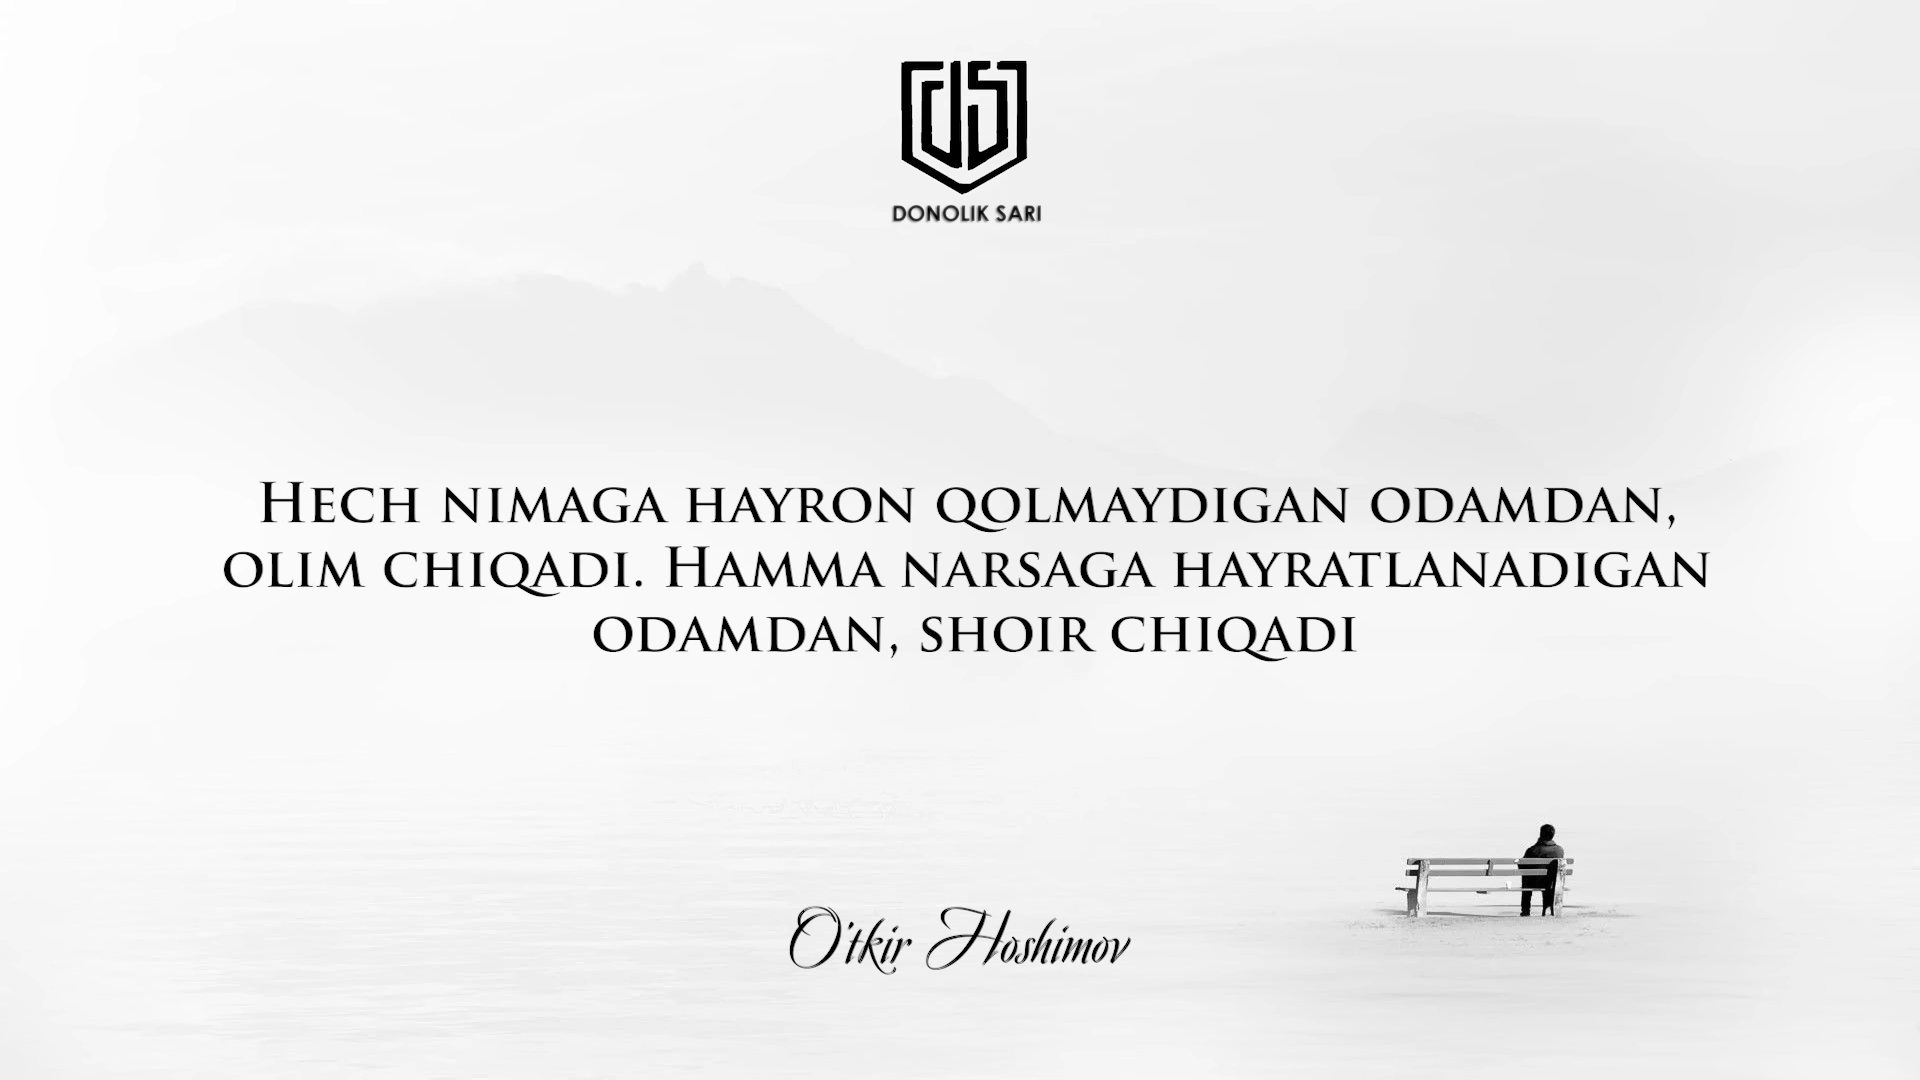 DONOLIK SARI
Hech nimaga hayron qolmaydigan odamdan,
olim chiqadi. Hamma narsaga hayratlanadigan
odamdan, shoir chiqadi
O'tkir Hoshimov